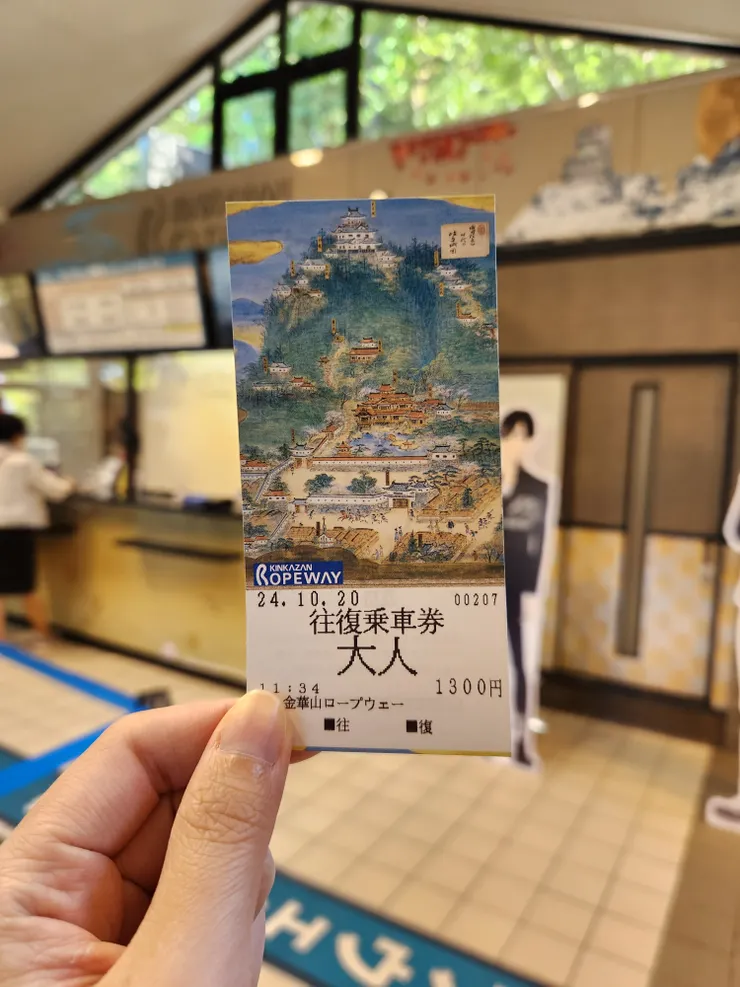 KINKAZAN
ROPEWAY
24.10.20 00207
往復乗車券
大人
11:34 1300円
金華山ロープウェー
■往 ■復